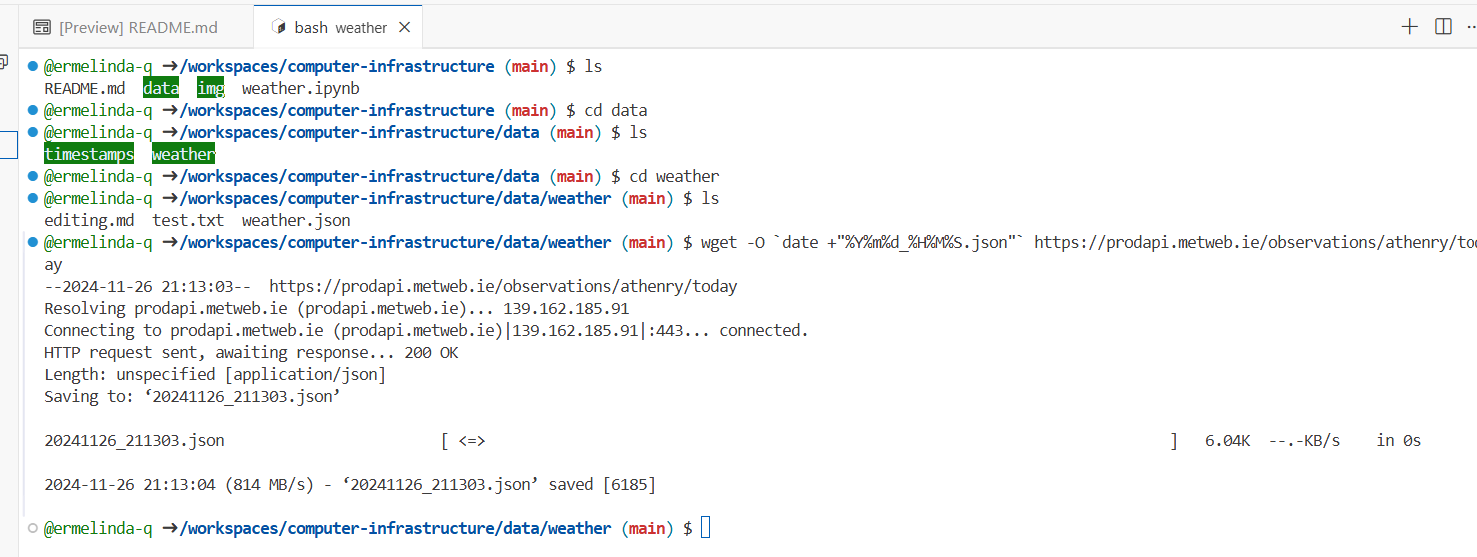 [Preview] README.md bash weather
@ermelinda-q ➜/workspaces/computer-infrastructure (main) $ ls
README.md data img weather.ipynb
@ermelinda-q ➜/workspaces/computer-infrastructure (main) $ cd data
@ermelinda-q ➜/workspaces/computer-infrastructure/data (main) $ ls
timestamps weather
@ermelinda-q ➜/workspaces/computer-infrastructure/data (main) $ cd weather
@ermelinda-q ➜/workspaces/computer-infrastructure/data/weather (main) $ ls
editing.md test.txt weather.json
@ermelinda-q ➜/workspaces/computer-infrastructure/data/weather (main) $ wget -O `date +"%Y%m%d_%H%M%S.json"` https://prodapi.metweb.ie/observations/athenry/tod
ay
--2024-11-26 21:13:03-- https://prodapi.metweb.ie/observations/athenry/today
Resolving prodapi.metweb.ie (prodapi.metweb.ie)... 139.162.185.91
Connecting to prodapi.metweb.ie (prodapi.metweb.ie)|139.162.185.91|:443... connected.
HTTP request sent, awaiting response... 200 OK
Length: unspecified [application/json]
Saving to: ‘20241126_211303.json’
20241126_211303.json [ <=> ] 6.04K --.-KB/s in 0s
2024-11-26 21:13:04 (814 MB/s) - ‘20241126_211303.json’ saved [6185]
@ermelinda-q ➜/workspaces/computer-infrastructure/data/weather (main) $